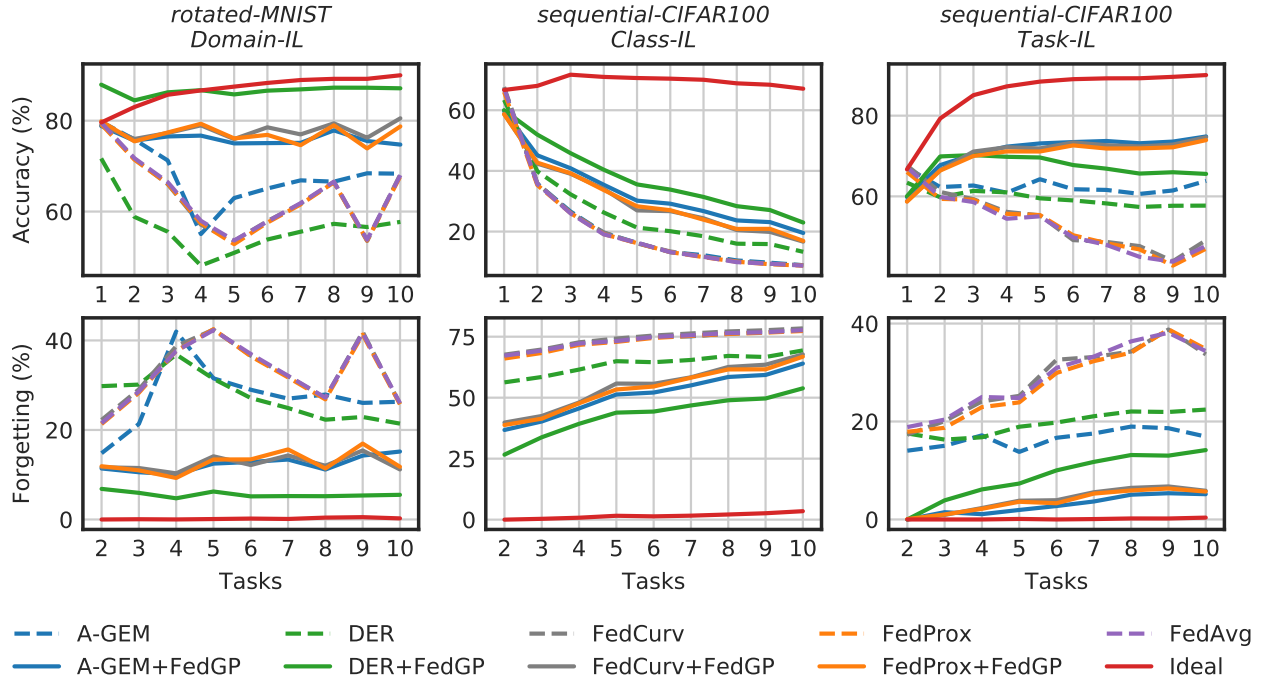 rotated-MNIST
Domain-IL
sequential-CIFAR100
Class-IL
sequential-CIFAR100
Task-IL
Accuracy (%)
80
60
1 2 3 4 5 6 7 8 9 10
60
40
20
1 2 3 4 5 6 7 8 9 10
80
60
1 2 3 4 5 6 7 8 9 10
Forgetting (%)
40
20
0
2 3 4 5 6 7 8 9 10
Tasks
75
50
25
0
2 3 4 5 6 7 8 9 10
Tasks
40
20
0
2 3 4 5 6 7 8 9 10
Tasks
A-GEM DER FedCurv FedProx FedAvg
A-GEM+FedGP DER+FedGP FedCurv+FedGP FedProx+FedGP Ideal